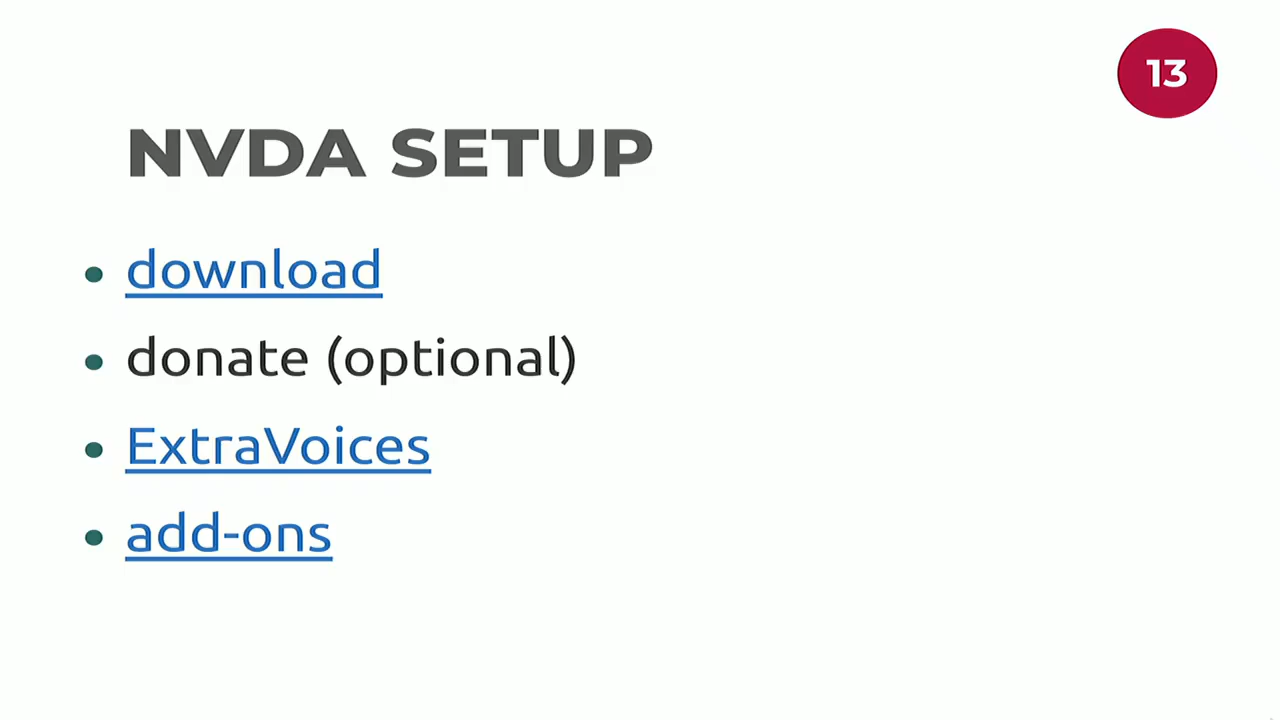 13
NVDA SETUP
• download
• donate (optional)
• ExtraVoices
• add-ons